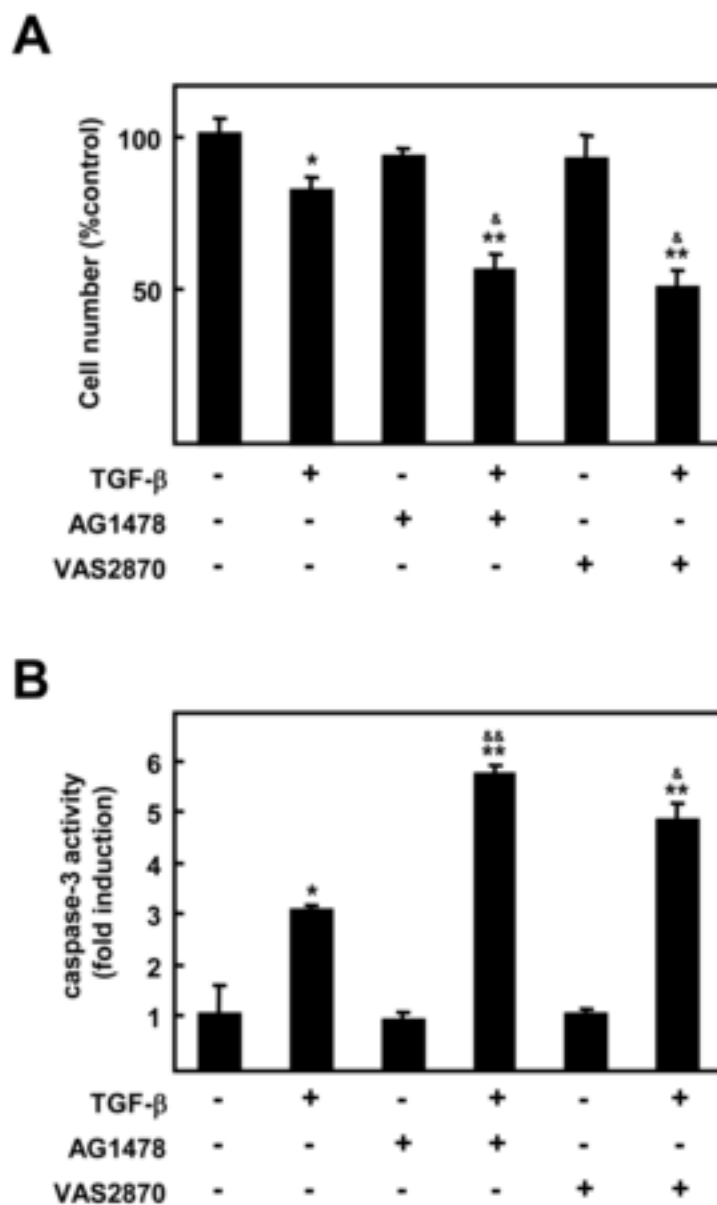 A
Cell number (%control)
100
50
*
&
**
&
**
TGF-β - + - + - +
AG1478 - - + + - -
VAS2870 - - - - + +
B
caspase-3 activity
(fold induction)
6
5
4
3
2
1
*
&&
**
&
**
TGF-β - + - + - +
AG1478 - - + + - -
VAS2870 - - - - + +